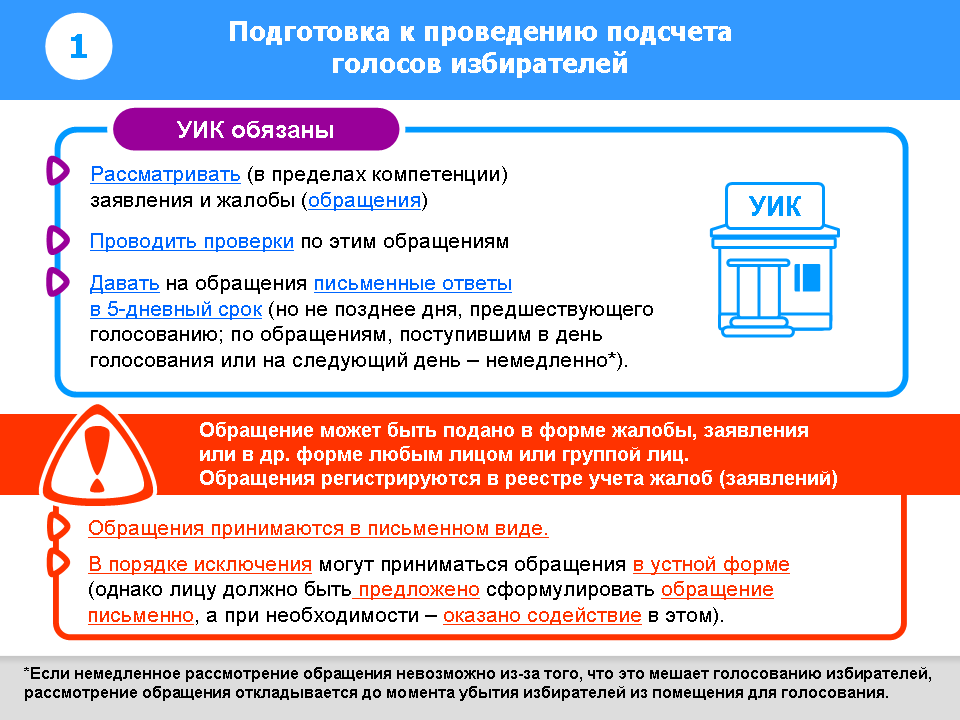 1
Подготовка к проведению подсчета
голосов избирателей
УИК обязаны
Рассматривать (в пределах компетенции)
заявления и жалобы (обращения)
Проводить проверки по этим обращениям
Давать на обращения письменные ответы
в 5-дневный срок (но не позднее дня, предшествующего
голосованию; по обращениям, поступившим в день
голосования или на следующий день – немедленно*).
УИК
Обращение может быть подано в форме жалобы, заявления
или в др. форме любым лицом или группой лиц.
Обращения регистрируются в реестре учета жалоб (заявлений)
Обращения принимаются в письменном виде.
В порядке исключения могут приниматься обращения в устной форме
(однако лицу должно быть предложено сформулировать обращение
письменно, а при необходимости – оказано содействие в этом).
*Если немедленное рассмотрение обращения невозможно из-за того, что это мешает голосованию избирателей,
рассмотрение обращения откладывается до момента убытия избирателей из помещения для голосования.